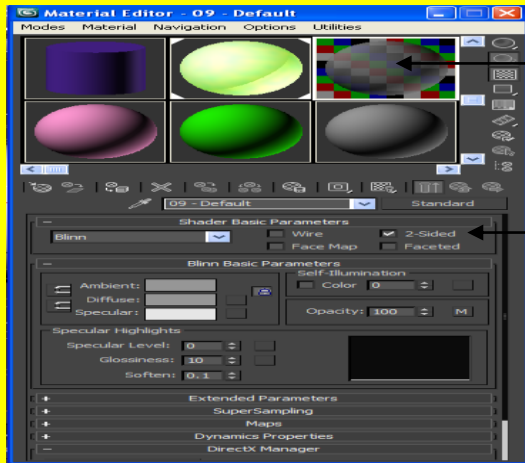 Material Editor - 09 - Default
Modes Material Navigation Options Utilities
09 - Default Standard
Shader Basic Parameters
Blinn Wire 2-Sided
Face Map Faceted
Blinn Basic Parameters
Self-Illumination
Ambient: Color 0
Diffuse:
Specular: Opacity: 100 M
Specular Highlights
Specular Level: 0
Glossiness: 10
Soften: 0.1
Extended Parameters
SuperSampling
Maps
Dynamics Properties
DirectX Manager